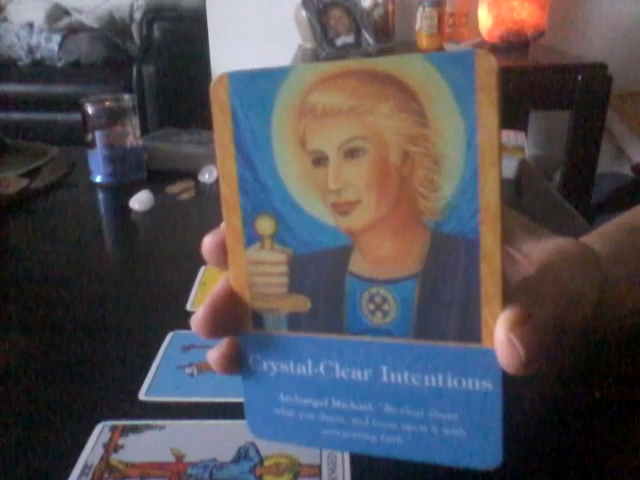 Crystal-Clear Intentions
Archangel Michael: "Be clear about
what you desire, and focus upon it with
unwavering faith."